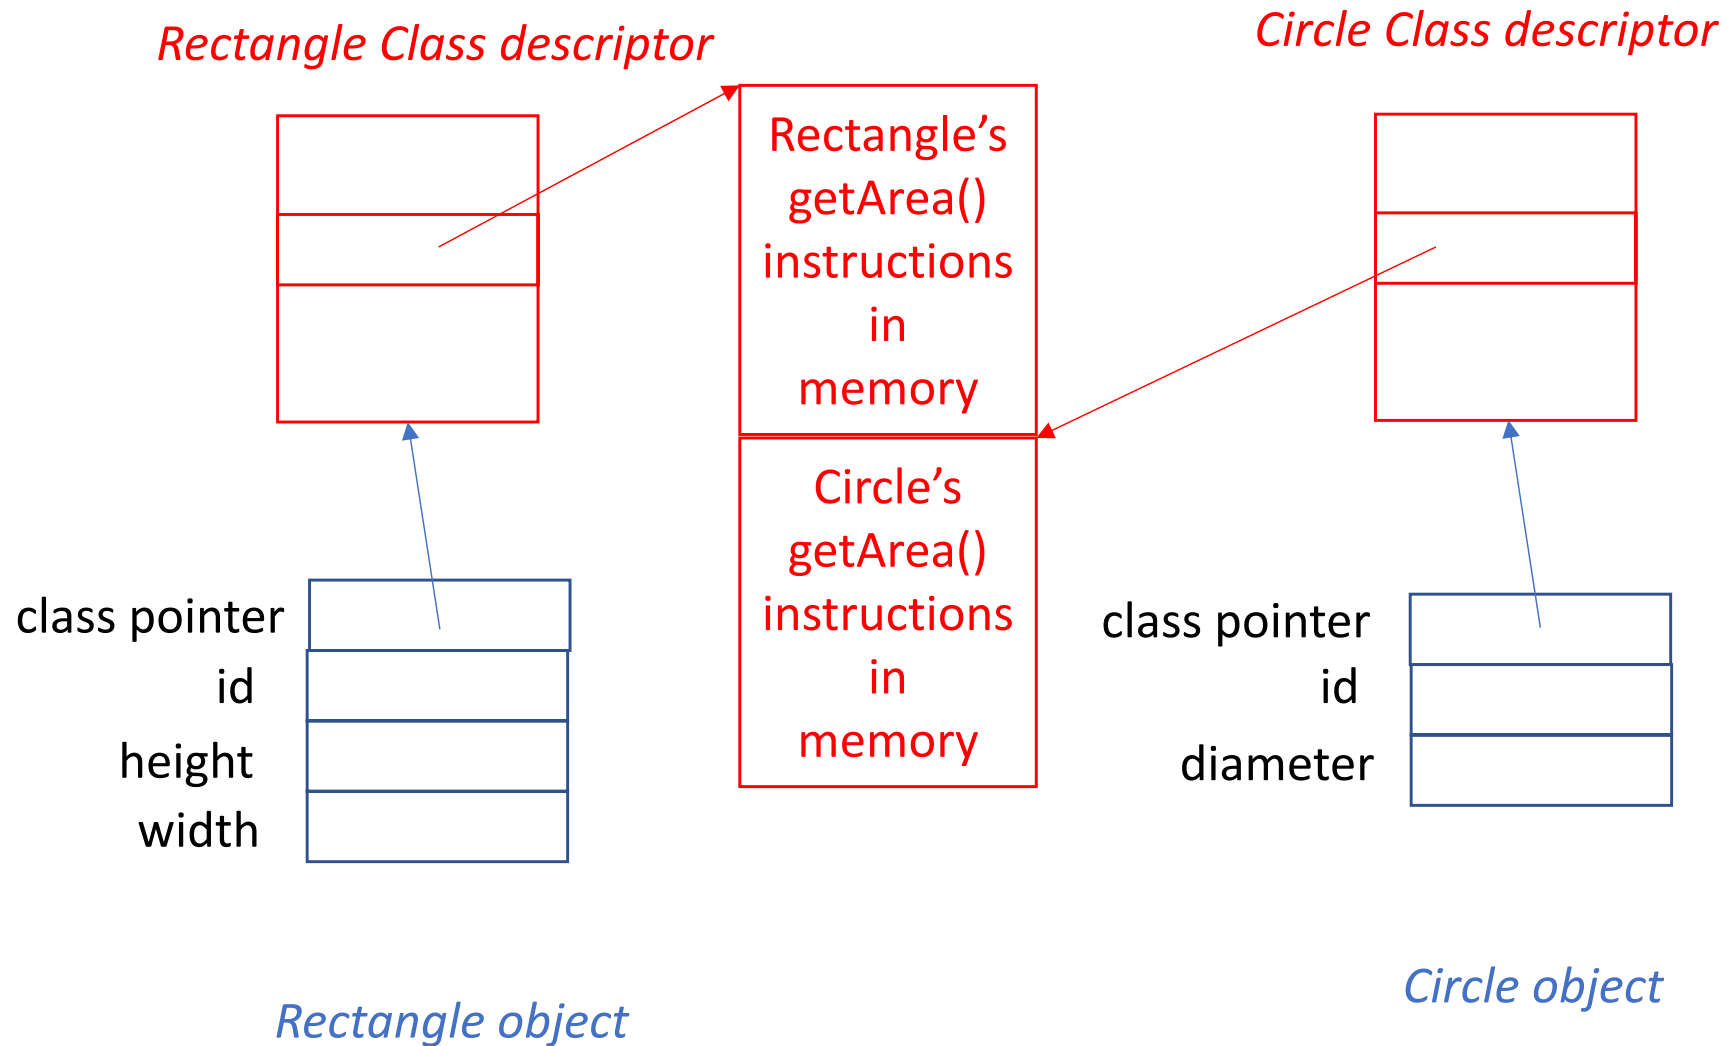 Rectangle Class descriptor
Circle Class descriptor
Rectangle’s
getArea()
instructions
in
memory
Circle’s
getArea()
instructions
in
memory
class pointer
id
height
width
class pointer
id
diameter
Rectangle object
Circle object